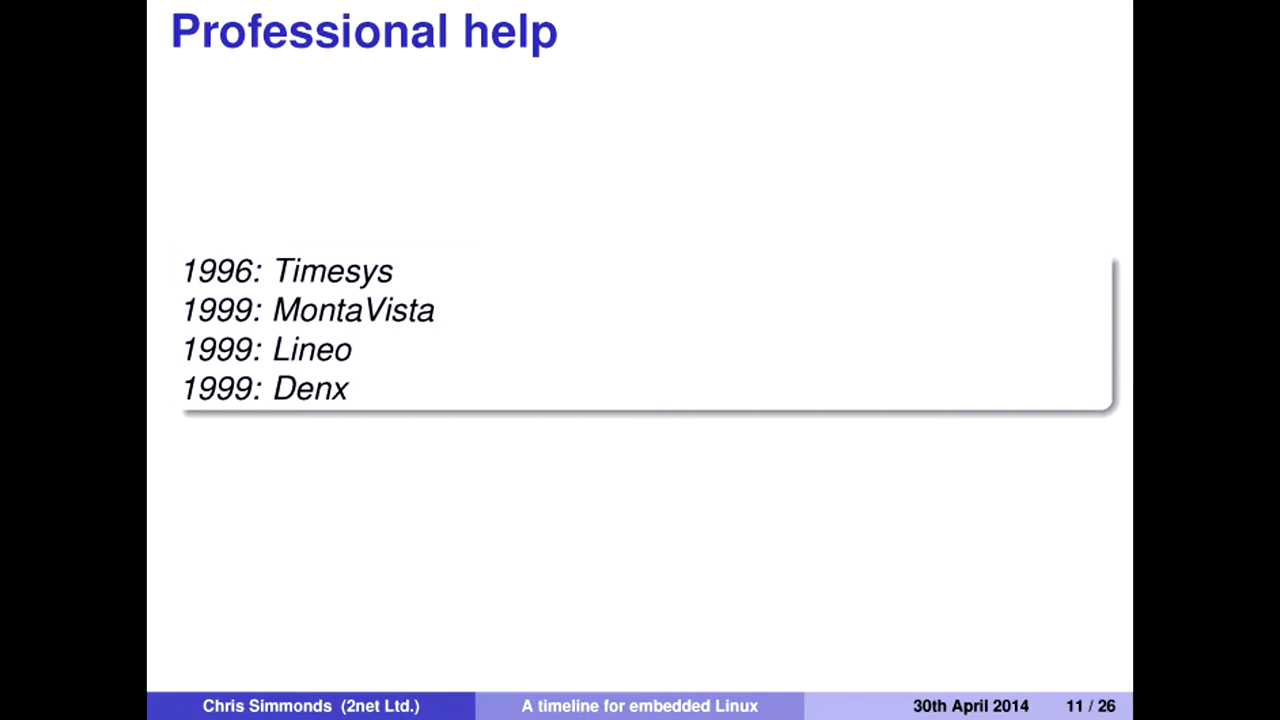 Professional help
1996: Timesys
1999: MontaVista
1999: Lineo
1999: Denx
Chris Simmonds (2net Ltd.) A timeline for embedded Linux 30th April 2014 11 / 26